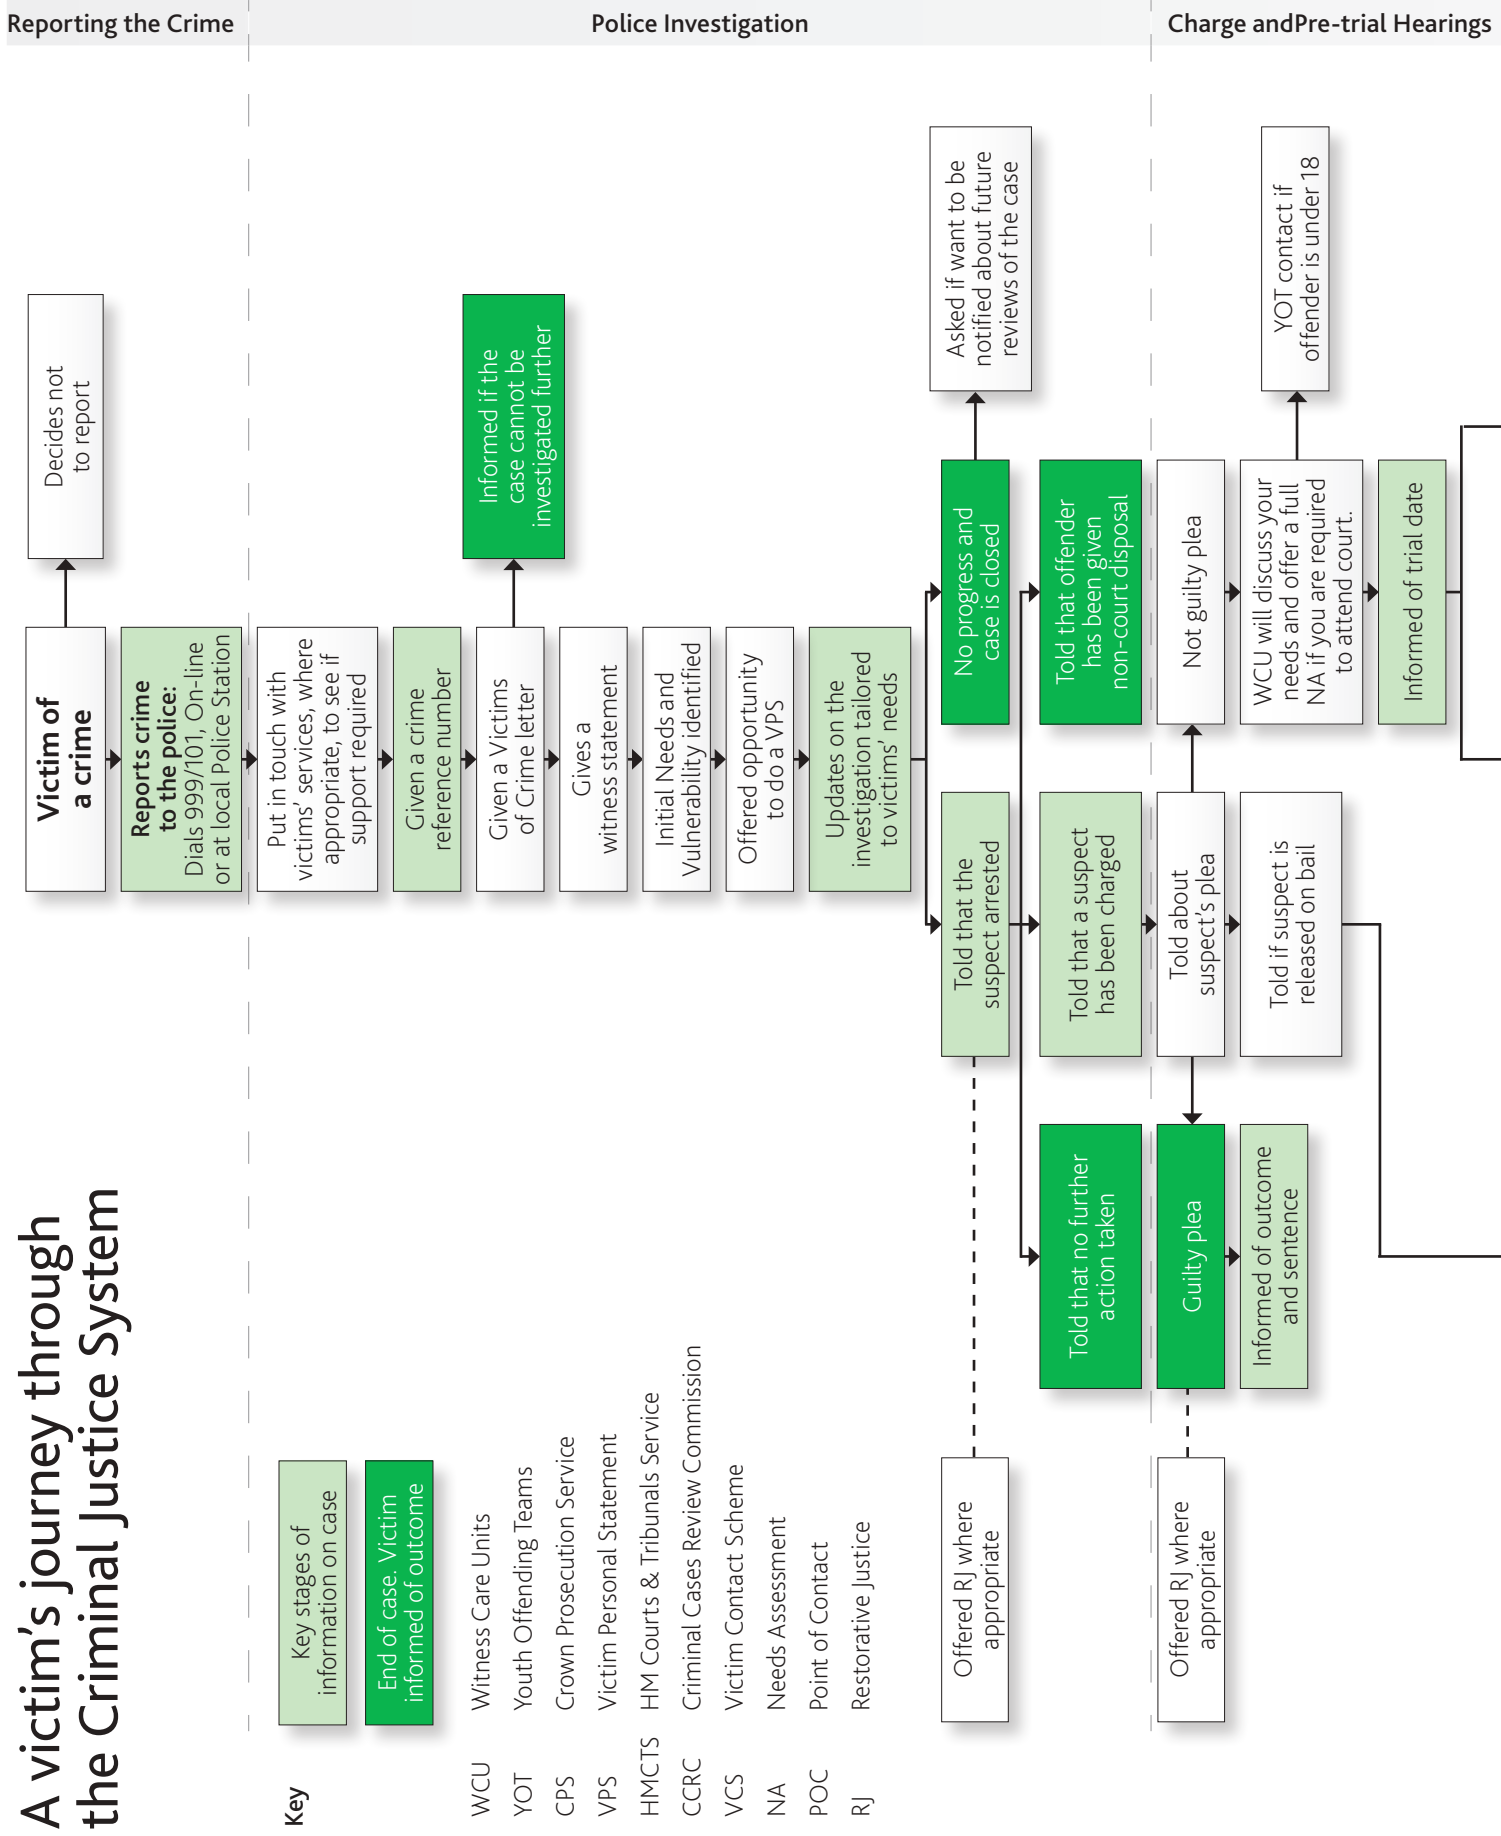 A victim's journey through
the Criminal Justice System
Reporting the Crime
Police Investigation
Charge andPre-trial Hearings
Key
Key stages of
information on case
End of case. Victim
informed of outcome
WCU Witness Care Units
YOT Youth Offending Teams
CPS Crown Prosecution Service
VPS Victim Personal Statement
HMCTS HM Courts & Tribunals Service
CCRC Criminal Cases Review Commission
VCS Victim Contact Scheme
NA Needs Assessment
POC Point of Contact
RJ Restorative Justice
Victim of
a crime
Decides not
to report
Reports crime
to the police:
Dials 999/101, On-line
or at local Police Station
Put in touch with
victims' services, where
appropriate, to see if
support required
Given a crime
reference number
Given a Victims
of Crime letter
Informed if the
case cannot be
investigated further
Gives a
witness statement
Initial Needs and
Vulnerability identified
Offered opportunity
to do a VPS
Updates on the
investigation tailored
to victims' needs
Offered RJ where
appropriate
Told that the
suspect arrested
No progress and
case is closed
Asked if want to be
notified about future
reviews of the case
Told that no further
action taken
Told that a suspect
has been charged
Told that offender
has been given
non-court disposal
Offered RJ where
appropriate
Guilty plea
Told about
suspect's plea
Not guilty plea
Informed of outcome
and sentence
Told if suspect is
released on bail
WCU will discuss your
needs and offer a full
NA if you are required
to attend court.
YOT contact if
offender is under 18
Informed of trial date